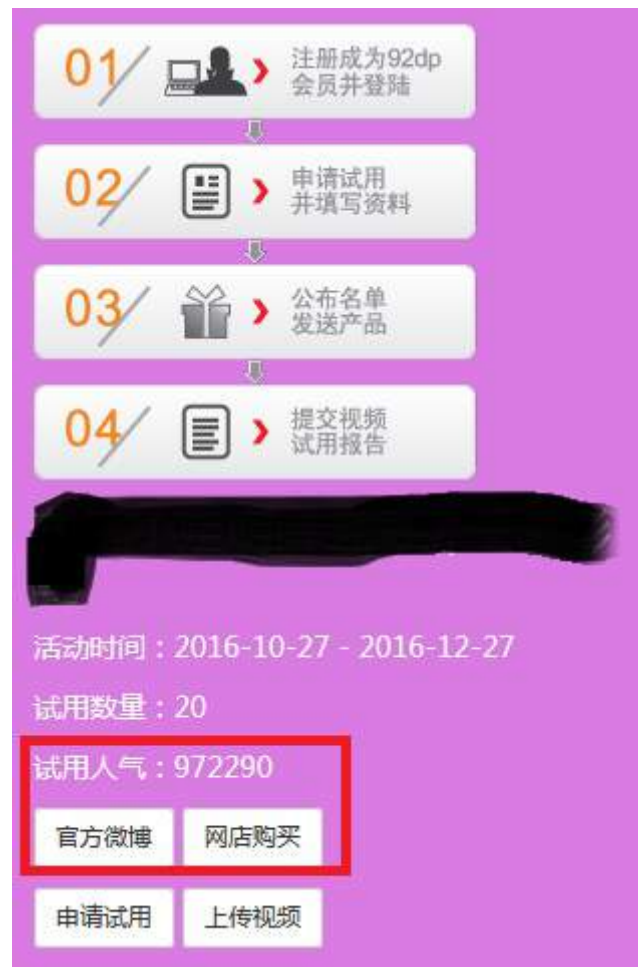 01
注册成为92dp
会员并登陆
02
申请试用
并填写资料
03
公布名单
发送产品
04
提交视频
试用报告
活动时间：2016-10-27 - 2016-12-27
试用数量：20
试用人气：972290
官方微博 网店购买
申请试用 上传视频